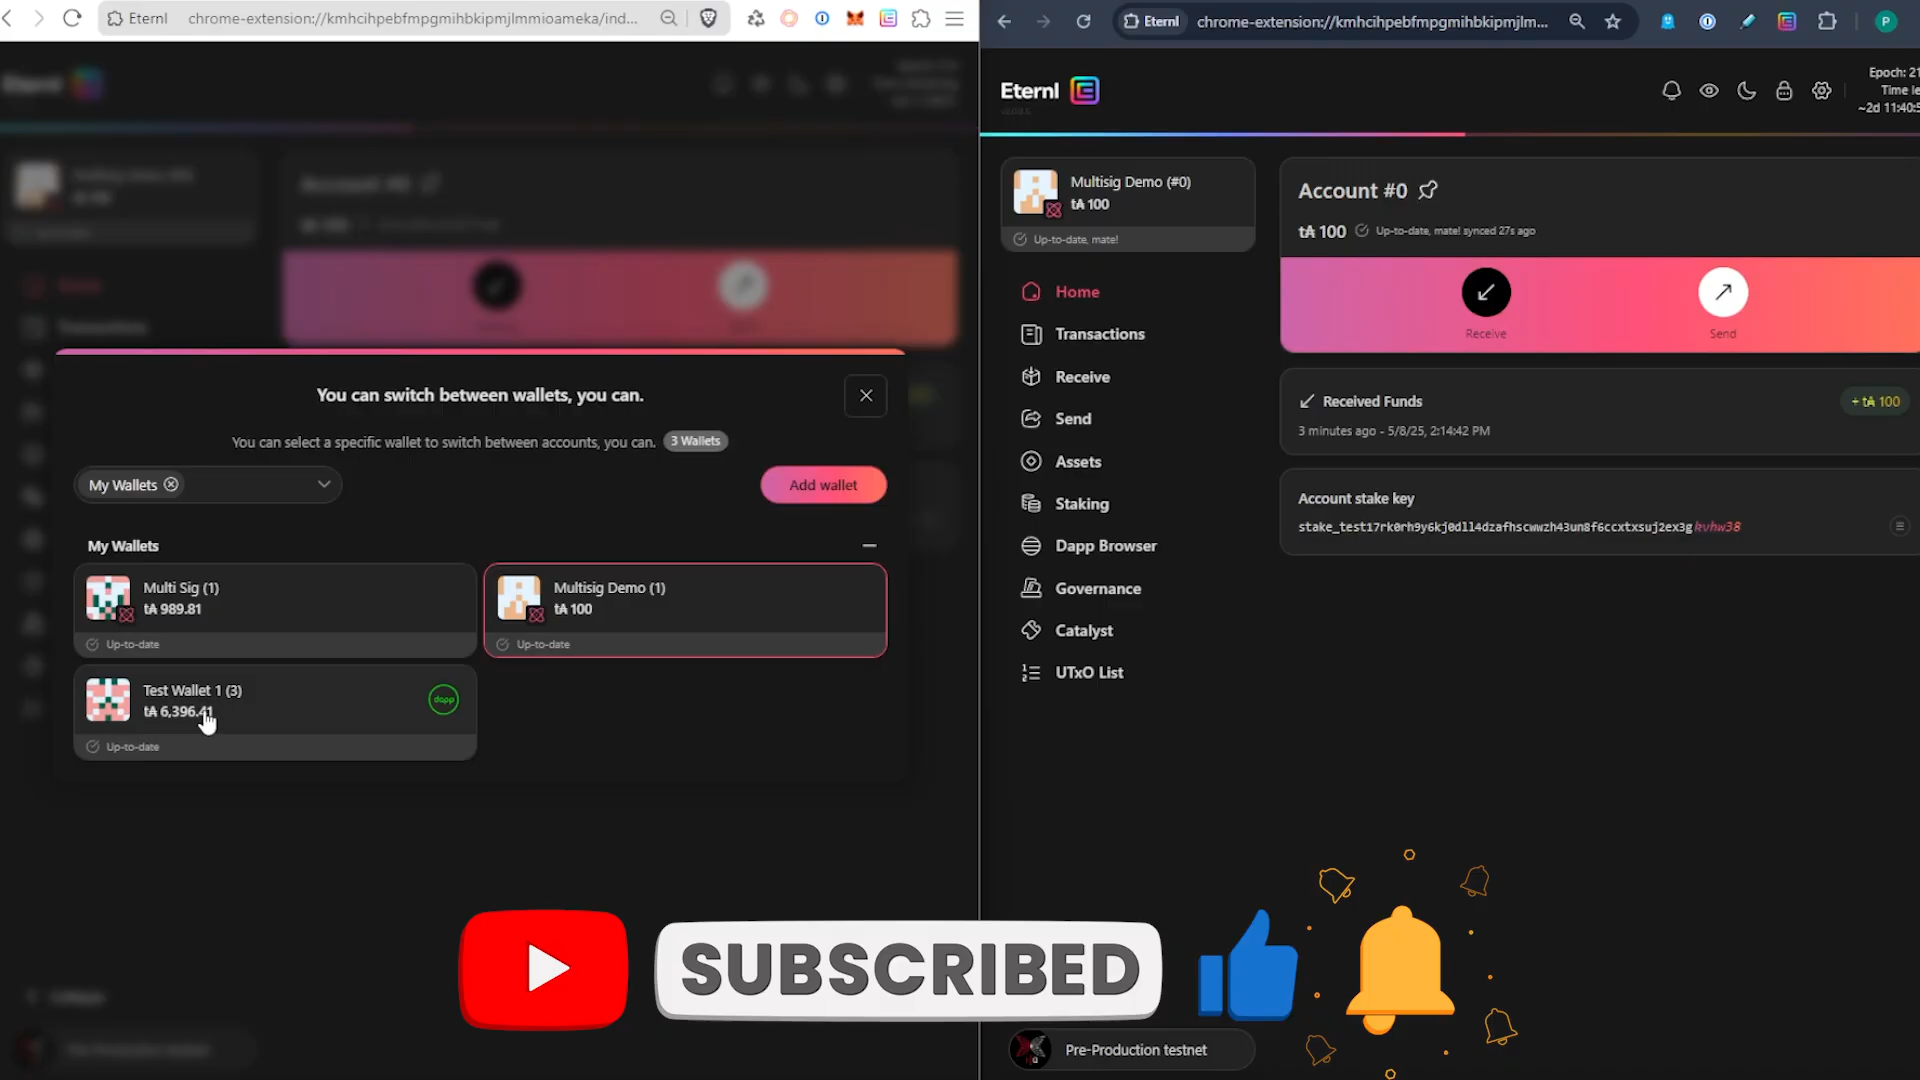 Eternl
chrome-extension://kmhcihpebfmpgmihbkipmjlmmioameka/ind...
Eternl
Home
Transactions
You can switch between wallets, you can.
You can select a specific wallet to switch between accounts, you can. 3 Wallets
My Wallets
Add wallet
My Wallets
Multi Sig (1)
t₳ 989.81
Up-to-date
Multisig Demo (1)
t₳ 100
Up-to-date
Test Wallet 1 (3)
t₳ 6,396.41
dapp
Up-to-date
Eternl
chrome-extension://kmhcihpebfmpgmihbkipmjlm...
P
Eternl
Epoch: 21
Time le
~2d 11:40:5
Multisig Demo (#0)
t₳ 100
Up-to-date, mate!
Home
Transactions
Receive
Send
Assets
Staking
Dapp Browser
Governance
Catalyst
UTxO List
Account #0
t₳ 100 Up-to-date, mate! synced 27s ago
Receive
Send
Received Funds
+ t₳ 100
3 minutes ago - 5/8/25, 2:14:42 PM
Account stake key
stake_test17rk0rh9y6kj0dll4dzafhscwwzh43un8f6ccxtxsuj2ex3gkvhw38
SUBSCRIBED
Pre-Production testnet